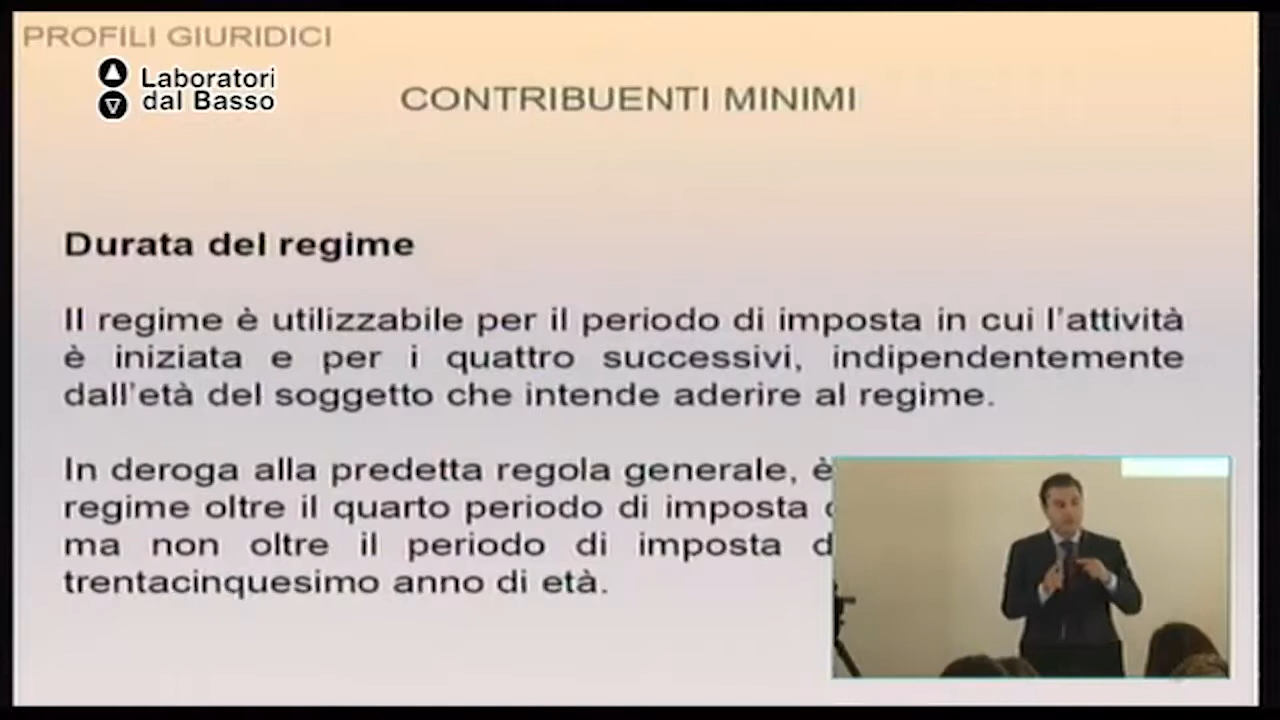 PROFILI GIURIDICI
Laboratori
dal Basso
CONTRIBUENTI MINIMI
Durata del regime
Il regime è utilizzabile per il periodo di imposta in cui l'attività
è iniziata e per i quattro successivi, indipendentemente
dall'età del soggetto che intende aderire al regime.
In deroga alla predetta regola generale, è
regime oltre il quarto periodo di imposta
ma non oltre il periodo di imposta
trentacinquesimo anno di età.